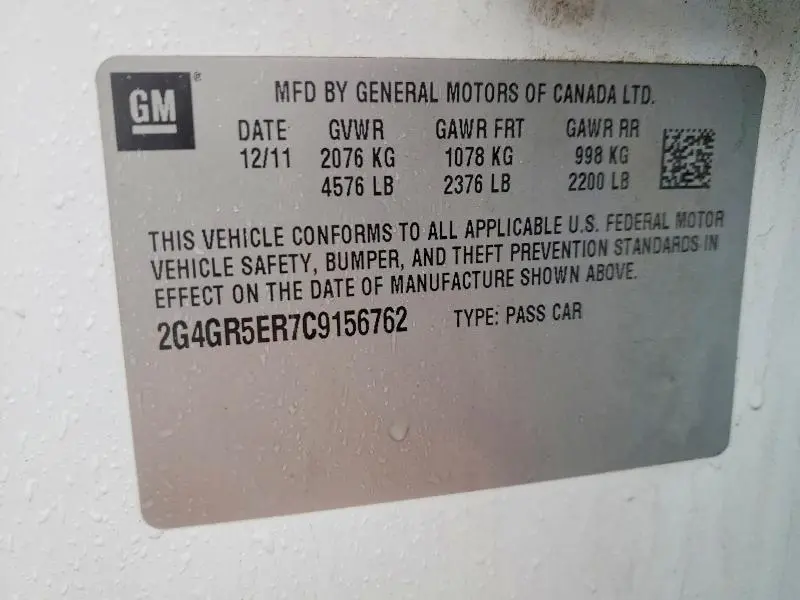 GM ®
MFD BY GENERAL MOTORS OF CANADA LTD.
DATE GVWR GAWR FRT GAWR RR
12/11 2076 KG 1078 KG 998 KG
4576 LB 2376 LB 2200 LB
THIS VEHICLE CONFORMS TO ALL APPLICABLE U.S. FEDERAL MOTOR
VEHICLE SAFETY, BUMPER, AND THEFT PREVENTION STANDARDS IN
EFFECT ON THE DATE OF MANUFACTURE SHOWN ABOVE.
2G4GR5ER7C9156762 TYPE: PASS CAR